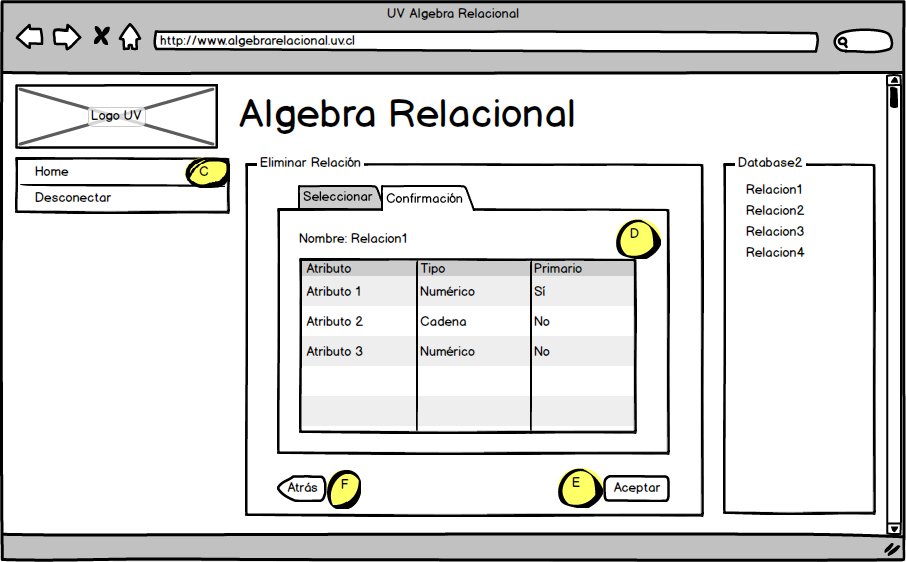 UV Algebra Relacional
http://www.algebrarelacional.uv.cl
Logo UV
Algebra Relacional
Home
C
Desconectar
Eliminar Relación
Seleccionar
Confirmación
Nombre: Relacion1
D
Atributo Tipo Primario
Atributo 1 Numérico Sí
Atributo 2 Cadena No
Atributo 3 Numérico No
Atrás
F
E
Aceptar
Database2
Relacion1
Relacion2
Relacion3
Relacion4